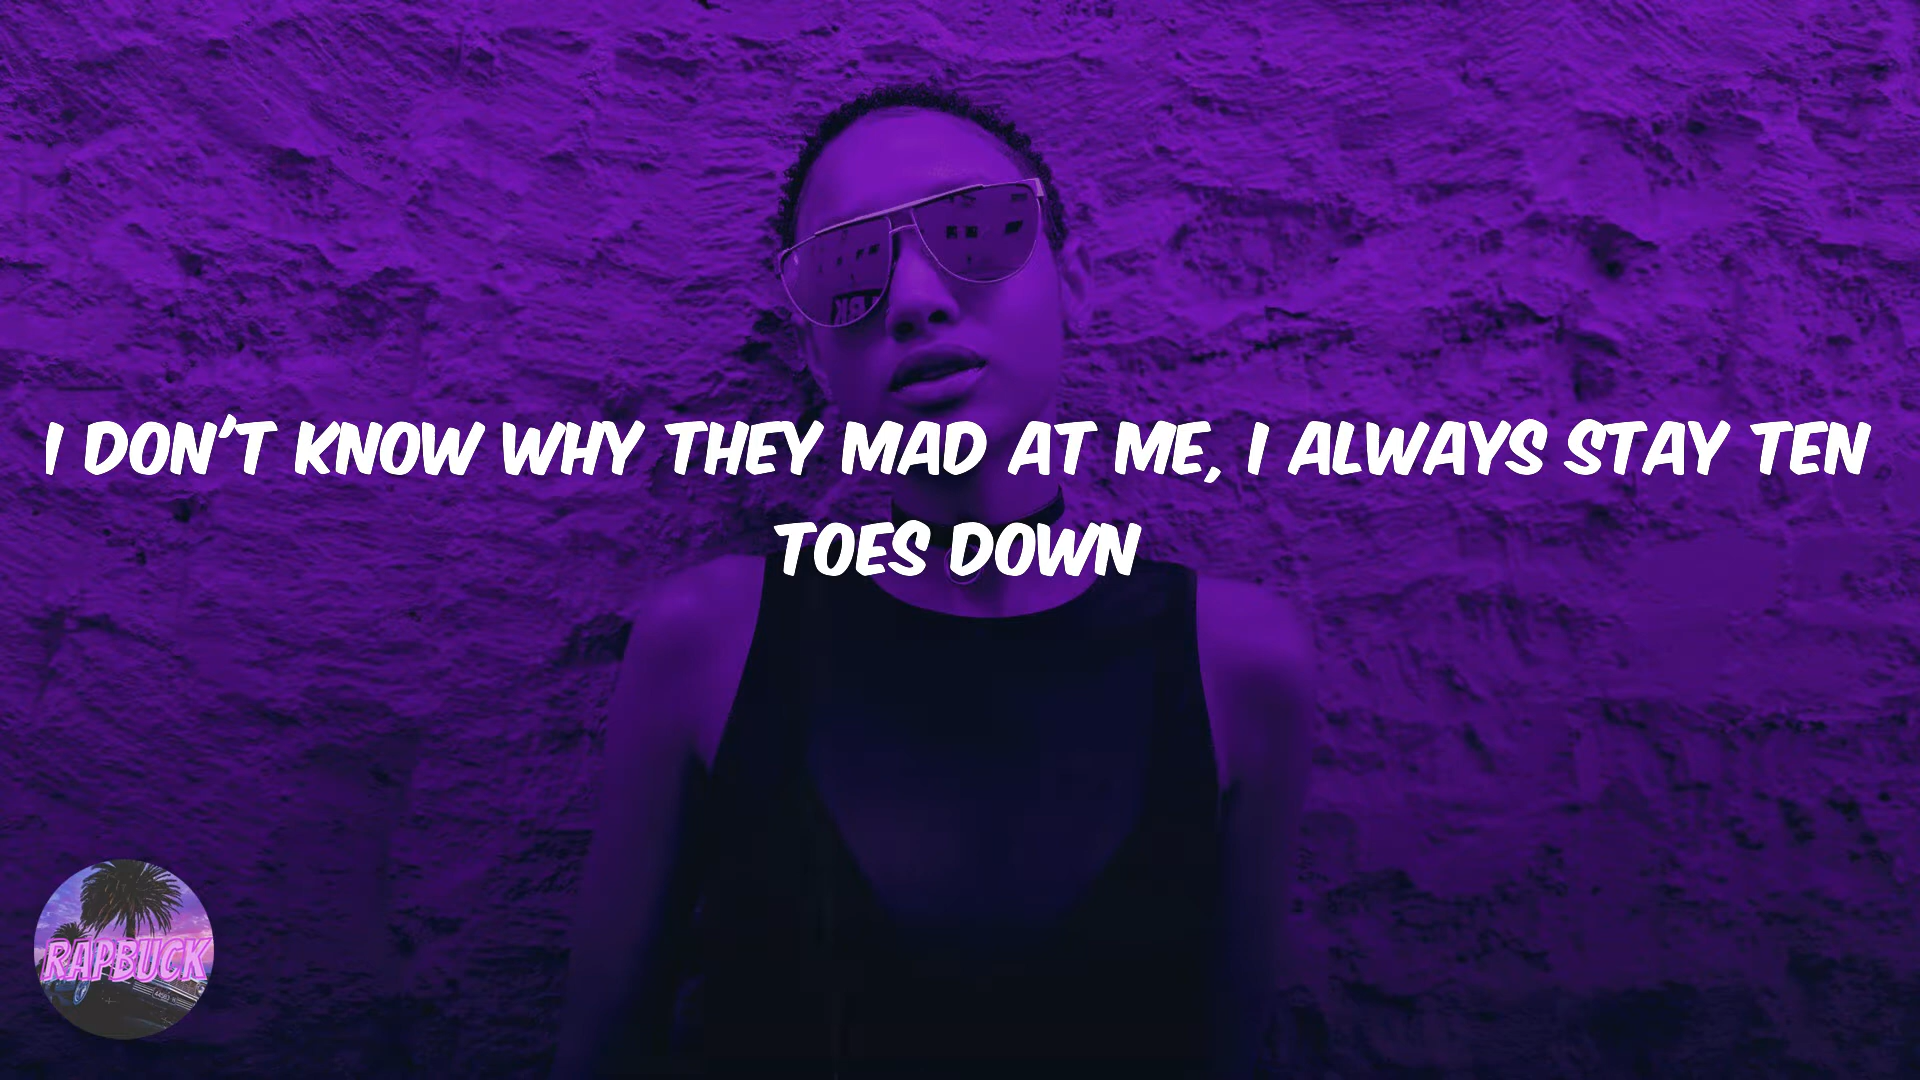 I DON'T KNOW WHY THEY MAD AT ME, I ALWAYS STAY TEN
TOES DOWN
RAPBUCK